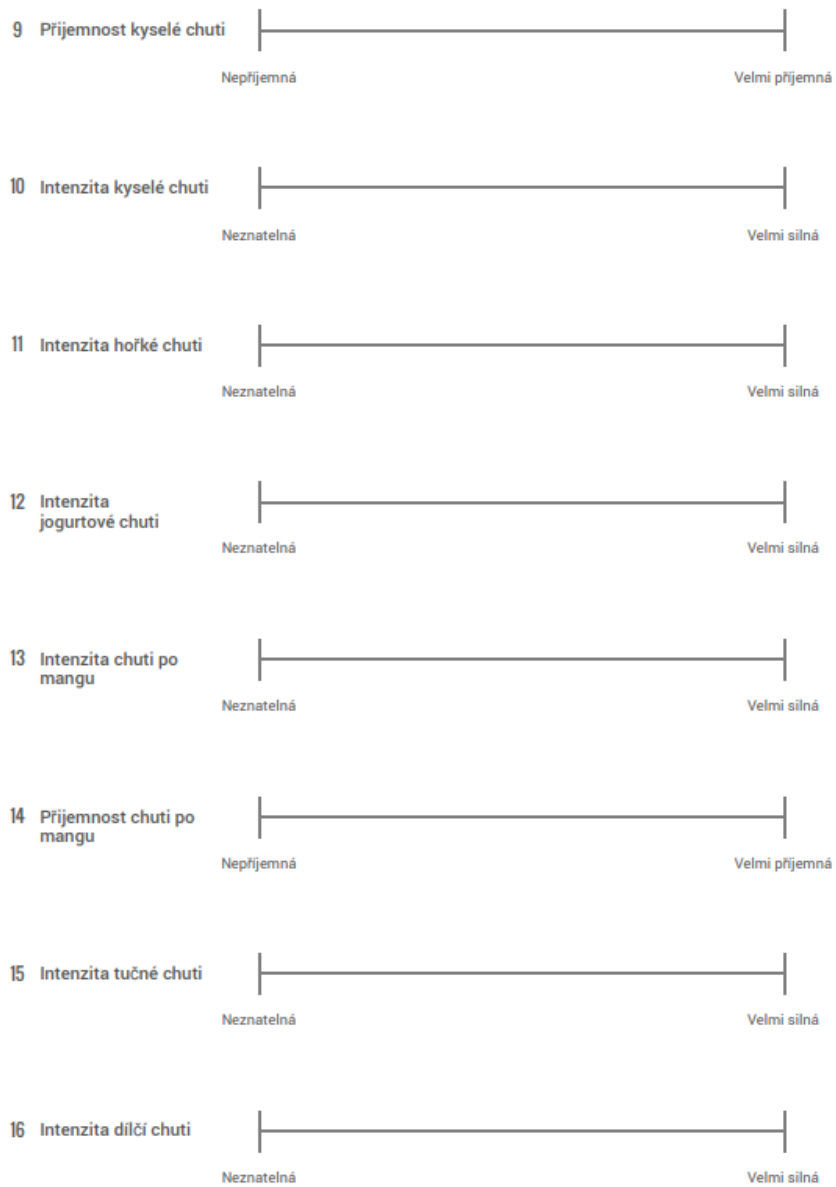 9 Přijemnost kyselé chuti
Nepříjemná Velmi příjemná
10 Intenzita kyselé chuti
Neznatelná Velmi silná
11 Intenzita hořké chuti
Neznatelná Velmi silná
12 Intenzita
jogurtové chuti
Neznatelná Velmi silná
13 Intenzita chuti po
mangu
Neznatelná Velmi silná
14 Přijemnost chuti po
mangu
Nepříjemná Velmi příjemná
15 Intenzita tučné chuti
Neznatelná Velmi silná
16 Intenzita dílčí chuti
Neznatelná Velmi silná